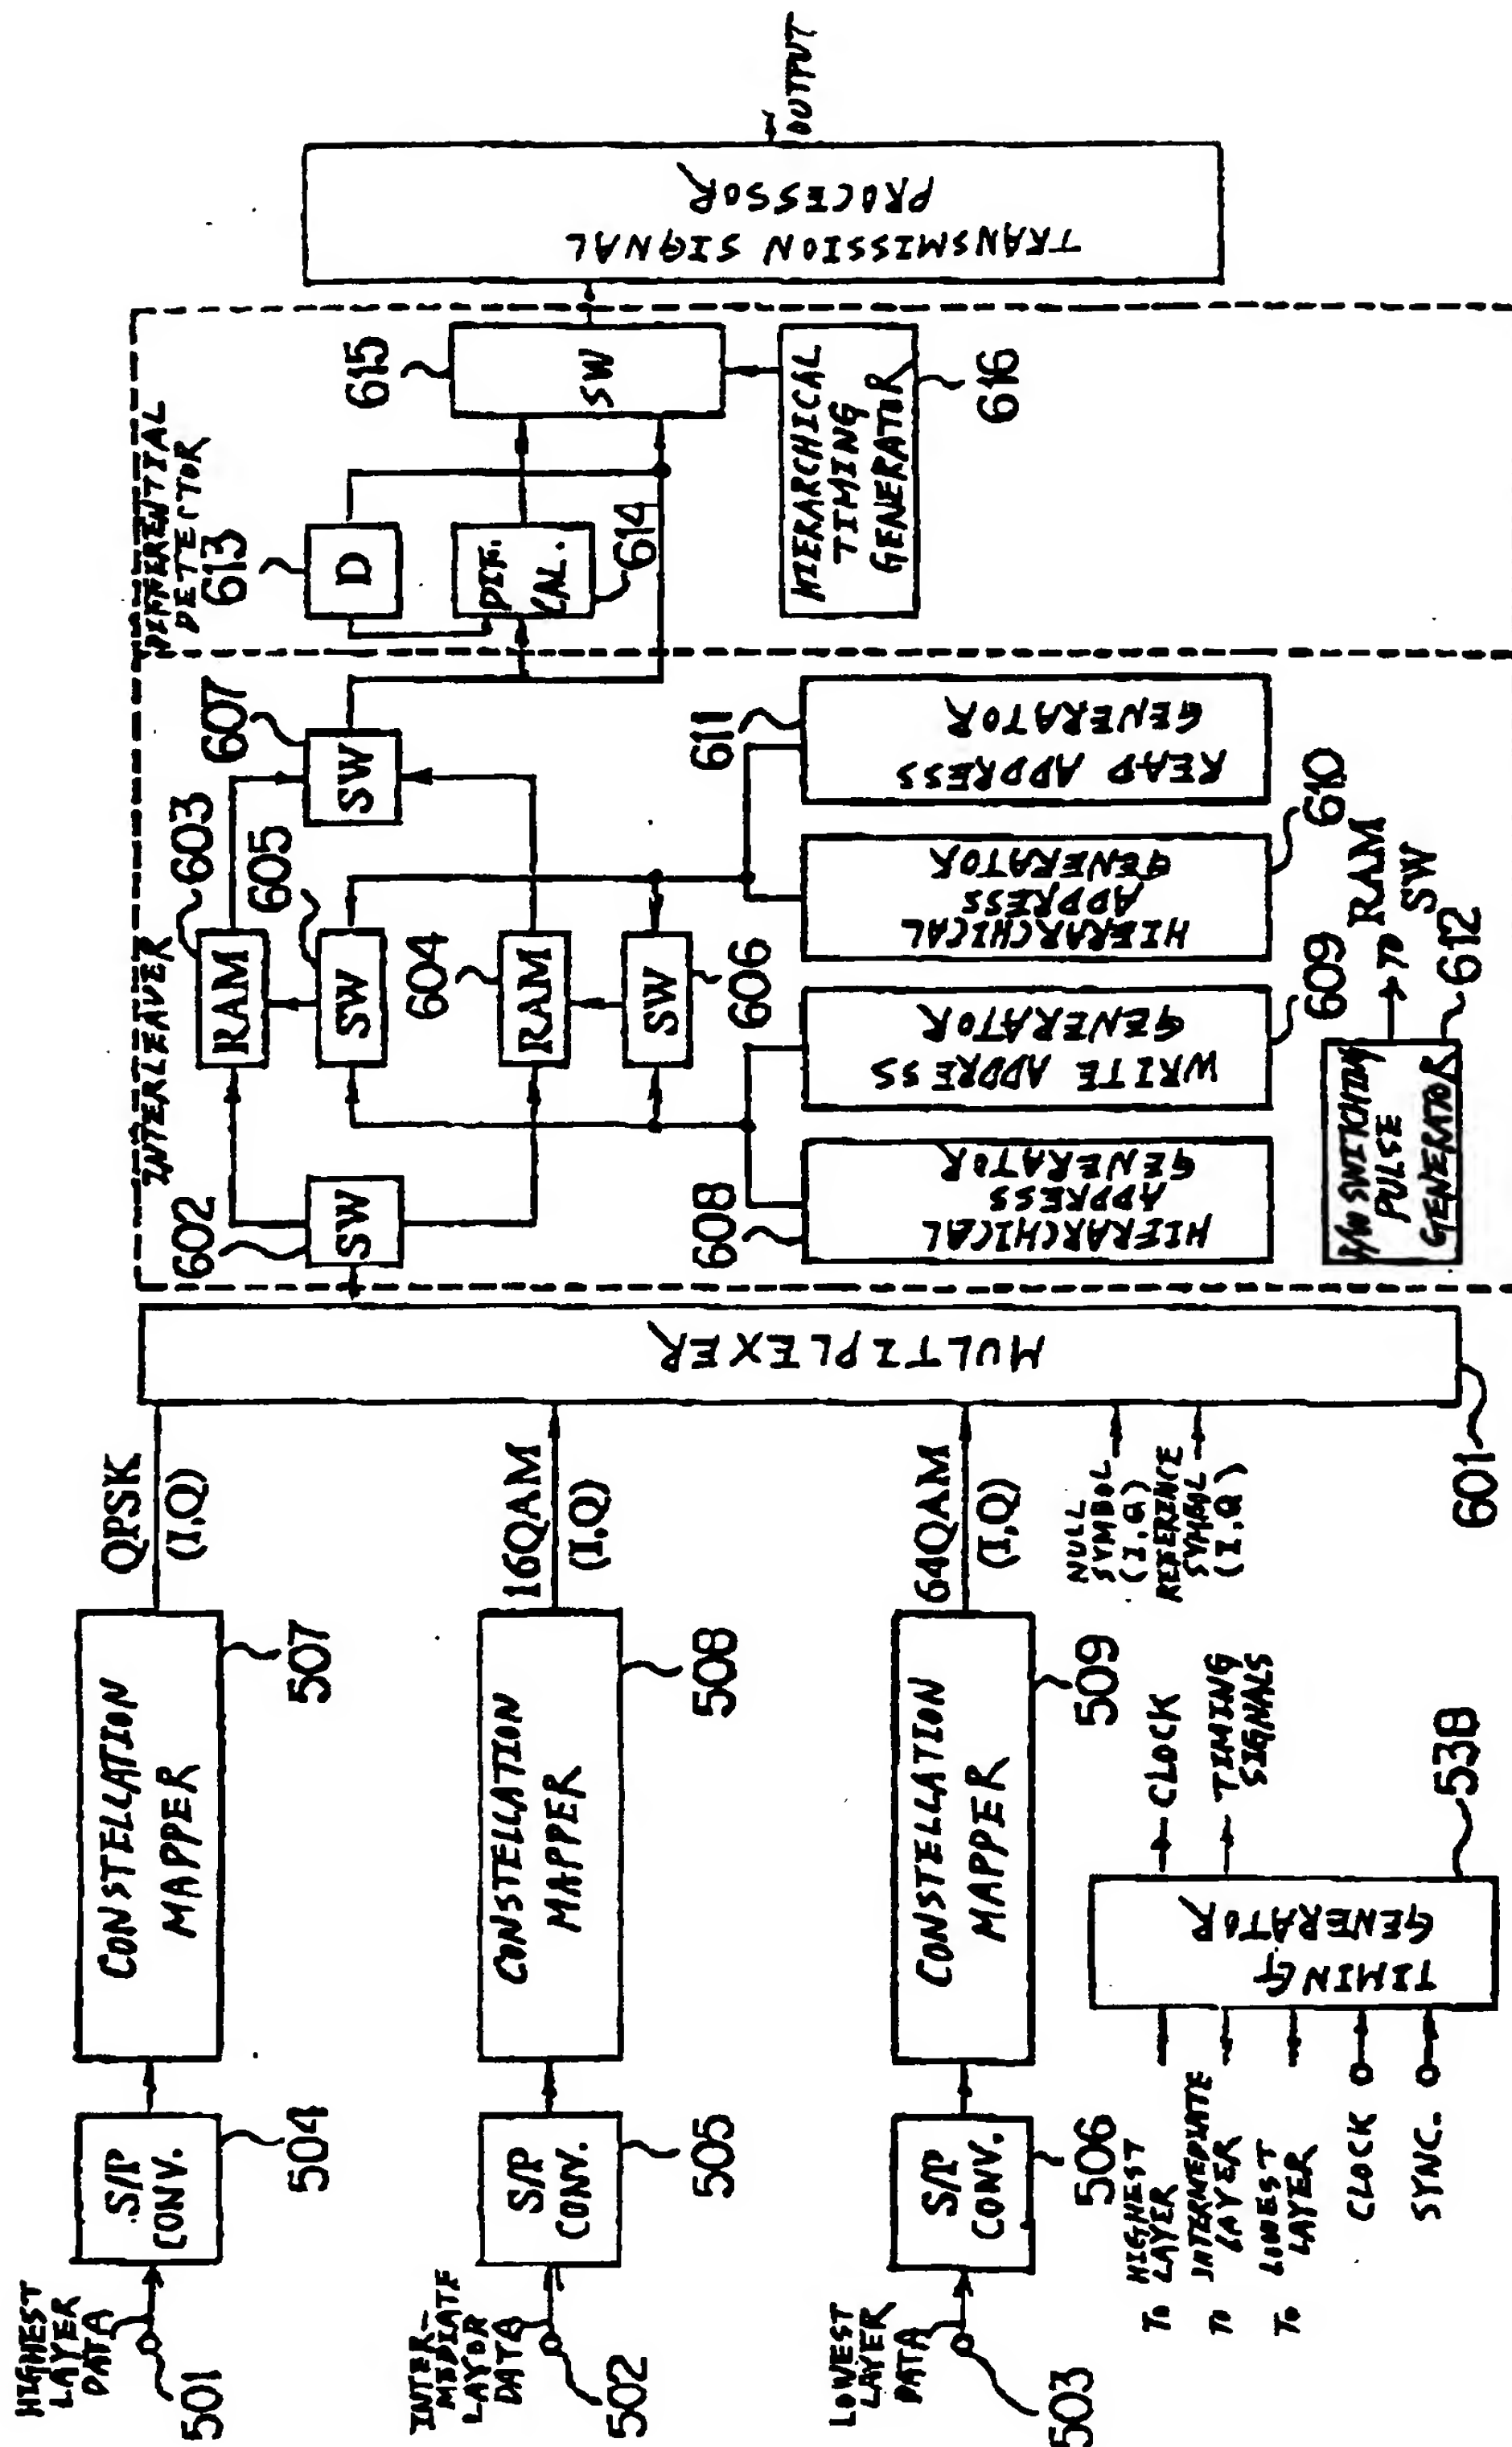 HIGHEST
LAYER
DATA
501
S/P
CONV.
504
CONSTELLATION
MAPPER
507
QPSK
(I,Q)
INTER-
MEDIATE
LAYOR
DATA
502
S/P
CONV.
505
CONSTELLATION
MAPPER
508
16QAM
(I,Q)
LOWEST
LAYER
DATA
503
S/P
CONV.
506
CONSTELLATION
MAPPER
509
64QAM
(I,Q)
NULL
SYMBOL
(I,Q)
REFERENCE
SYMBOL
(I,Q)
TO HIGHEST
LAYER
TO INTERMEDIATE
LAYER
TO LOWEST
LAYER
CLOCK
SYNC.
TIMING
GENERATOR
CLOCK
TIMING
SIGNALS
53B
MULTIPLEXER
601
INTERLEAVER
602
SW
RAM
603
SW
605
RAM
604
SW
606
SW
607
HIERARCHICAL
ADDRESS
GENERATOR
608
WRITE ADDRESS
GENERATOR
609
HIERARCHICAL
ADDRESS
GENERATOR
610
READ ADDRESS
GENERATOR
611
R/W SWITCHING
PULSE
GENERATOR
612
TO RAM
SW
DIFFERENTIAL
DETECTOR
613
D
DIF.
CAL.
614
615
SW
HIERARCHICAL
TIMING
GENERATOR
616
TRANSMISSION SIGNAL
PROCESSOR
OUTPUT